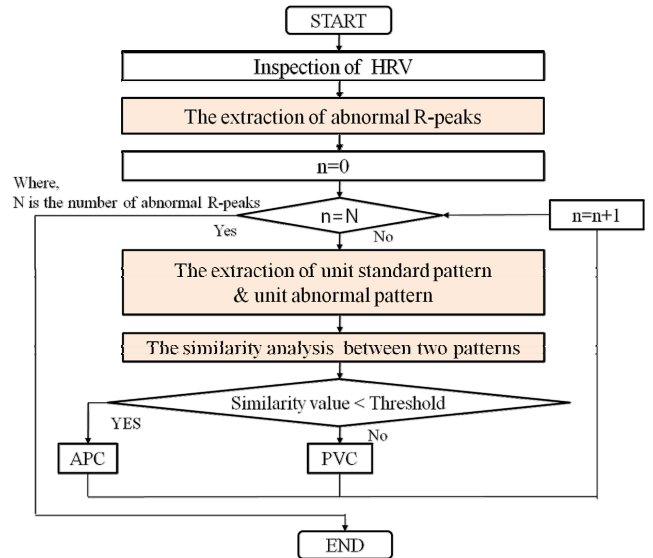 START
Inspection of HRV
The extraction of abnormal R-peaks
n=0
Where,
N is the number of abnormal R-peaks
n=N
n=n+1
Yes
No
The extraction of unit standard pattern
& unit abnormal pattern
The similarity analysis between two patterns
Similarity value < Threshold
YES
No
APC
PVC
END